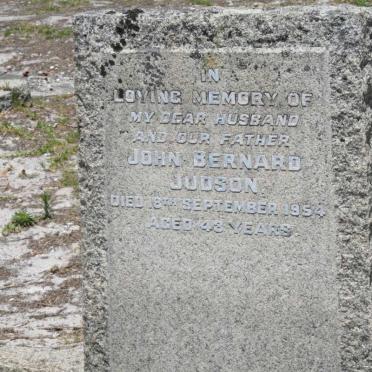 IN
LOVING MEMORY OF
MY DEAR HUSBAND
AND OUR FATHER
JOHN BERNARD
JUDSON
DIED 18TH SEPTEMBER 1954
AGED 43 YEARS